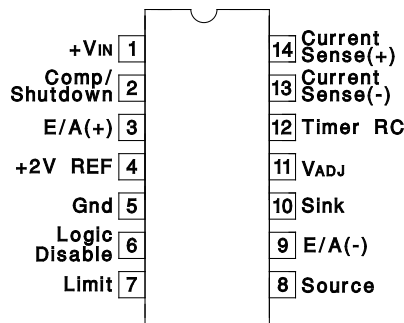 +VIN 1
Comp/
Shutdown 2
E/A(+) 3
+2V REF 4
Gnd 5
Logic
Disable 6
Limit 7
14 Current
Sense(+)
13 Current
Sense(-)
12 Timer RC
11 VADJ
10 Sink
9 E/A(-)
8 Source